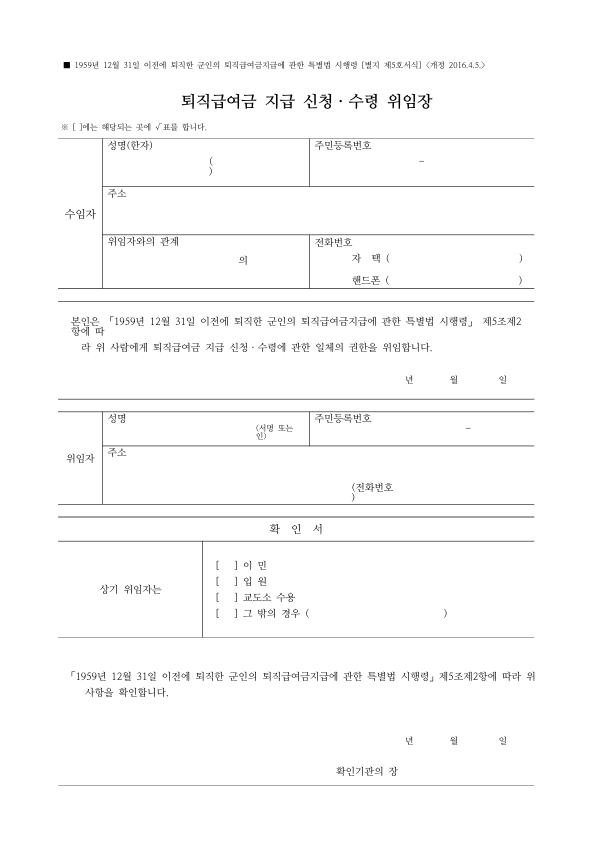 ■ 1959년 12월 31일 이전에 퇴직한 군인의 퇴직급여금지급에 관한 특별법 시행령 [별지 제5호서식] <개정 2016.4.5.>
퇴직급여금 지급 신청·수령 위임장
※ [ ]에는 해당되는 곳에 √표를 합니다.
수임자
성명(한자)
(
)
주민등록번호
－
주소
위임자와의 관계
의
전화번호
자 택 ( )
핸드폰 ( )
본인은 「1959년 12월 31일 이전에 퇴직한 군인의 퇴직급여금지급에 관한 특별법 시행령」 제5조제2
항에 따
라 위 사람에게 퇴직급여금 지급 신청·수령에 관한 일체의 권한을 위임합니다.
년 월 일
위임자
성명
(서명 또는
인)
주민등록번호
－
주소
(전화번호
)
확 인 서
상기 위임자는
[ ] 이 민
[ ] 입 원
[ ] 교도소 수용
[ ] 그 밖의 경우 ( )
「1959년 12월 31일 이전에 퇴직한 군인의 퇴직급여금지급에 관한 특별법 시행령」제5조제2항에 따라 위
사항을 확인합니다.
년 월 일
확인기관의 장